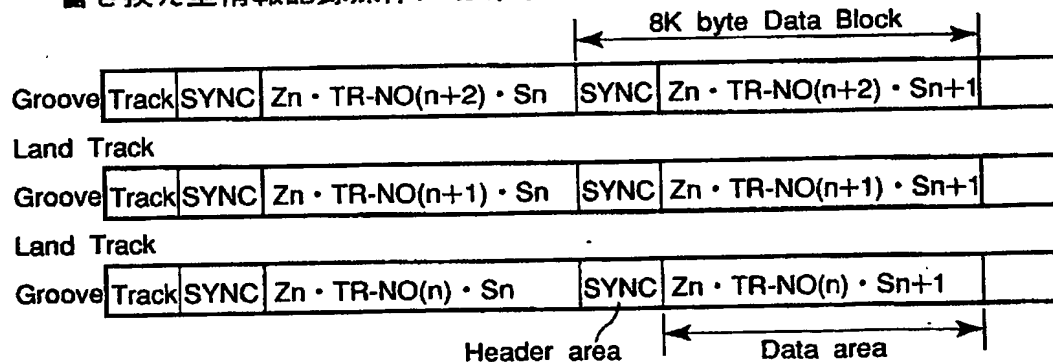 8K byte Data Block
Groove Track SYNC Zn・TR-NO(n+2)・Sn SYNC Zn・TR-NO(n+2)・Sn+1
Land Track
Groove Track SYNC Zn・TR-NO(n+1)・Sn SYNC Zn・TR-NO(n+1)・Sn+1
Land Track
Groove Track SYNC Zn・TR-NO(n)・Sn SYNC Zn・TR-NO(n)・Sn+1
Header area Data area